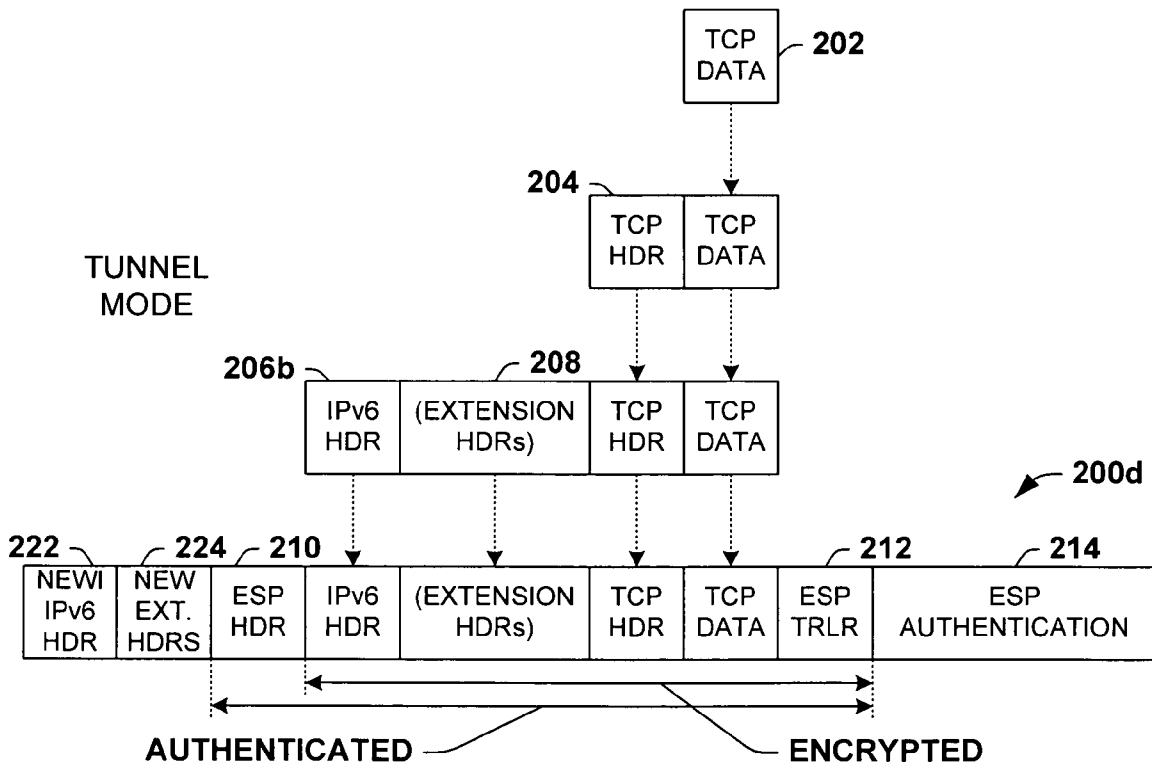 TCP
DATA
202
204
TCP
HDR
TCP
DATA
TUNNEL
MODE
206b
208
IPv6
HDR
(EXTENSION
HDRs)
TCP
HDR
TCP
DATA
200d
222
224
210
212
214
NEWI
IPv6
HDR
NEW
EXT.
HDRS
ESP
HDR
IPv6
HDR
(EXTENSION
HDRs)
TCP
HDR
TCP
DATA
ESP
TRLR
ESP
AUTHENTICATION
AUTHENTICATED
ENCRYPTED